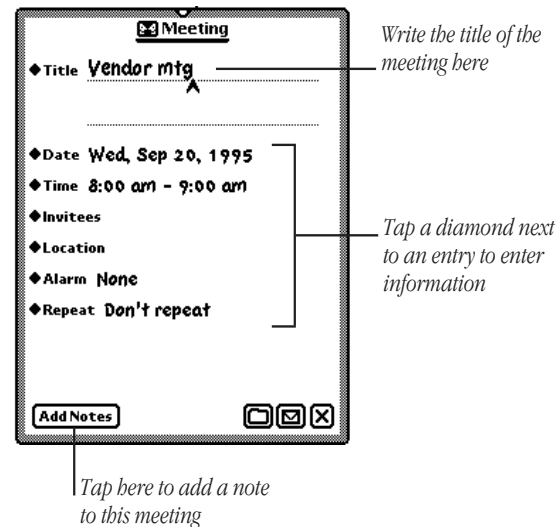 Meeting
Write the title of the
meeting here
◆Title Vendor mtg
◆Date Wed, Sep 20, 1995
◆Time 8:00 am - 9:00 am
◆Invitees
◆Location
◆Alarm None
◆Repeat Don't repeat
Tap a diamond next
to an entry to enter
information
Add Notes
Tap here to add a note
to this meeting